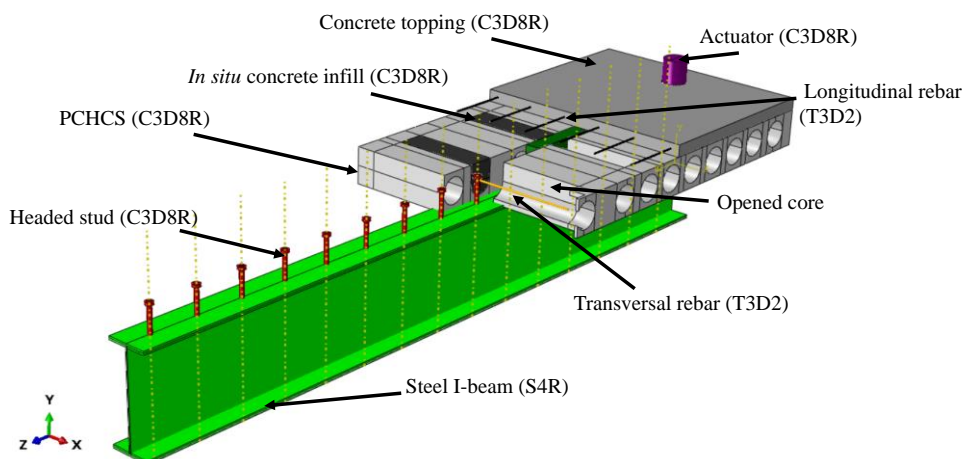 Concrete topping (C3D8R)
Actuator (C3D8R)
In situ concrete infill (C3D8R)
Longitudinal rebar
(T3D2)
PCHCS (C3D8R)
Headed stud (C3D8R)
Opened core
Transversal rebar (T3D2)
Steel I-beam (S4R)
Y
Z
X